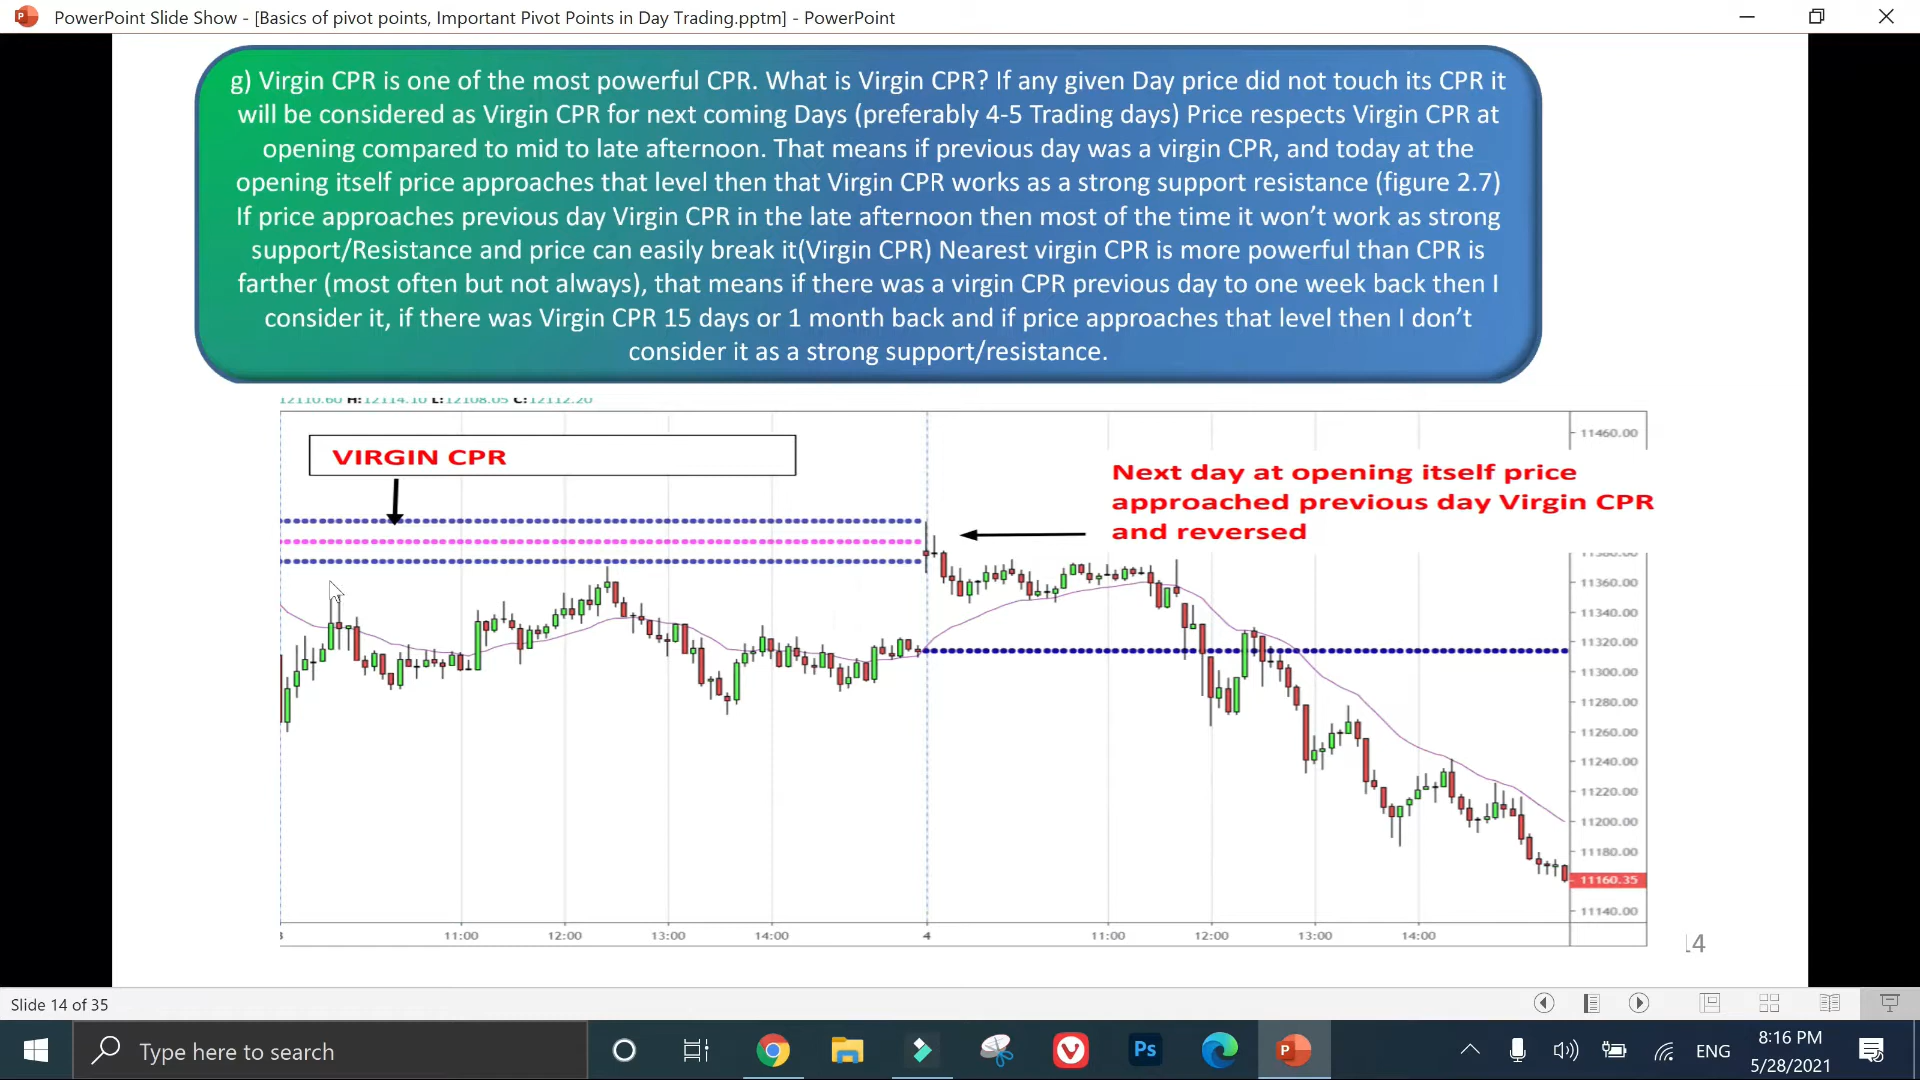 PowerPoint Slide Show - [Basics of pivot points, Important Pivot Points in Day Trading.pptm] - PowerPoint
g) Virgin CPR is one of the most powerful CPR. What is Virgin CPR? If any given Day price did not touch its CPR it
will be considered as Virgin CPR for next coming Days (preferably 4-5 Trading days) Price respects Virgin CPR at
opening compared to mid to late afternoon. That means if previous day was a virgin CPR, and today at the
opening itself price approaches that level then that Virgin CPR works as a strong support resistance (figure 2.7)
If price approaches previous day Virgin CPR in the late afternoon then most of the time it won't work as strong
support/Resistance and price can easily break it(Virgin CPR) Nearest virgin CPR is more powerful than CPR is
farther (most often but not always), that means if there was a virgin CPR previous day to one week back then I
consider it, if there was Virgin CPR 15 days or 1 month back and if price approaches that level then I don't
consider it as a strong support/resistance.
12110.60 H:12114.10 L:12108.05 C:12112.20
VIRGIN CPR
Next day at opening itself price
approached previous day Virgin CPR
and reversed
11460.00
11380.00
11360.00
11340.00
11320.00
11300.00
11280.00
11260.00
11240.00
11220.00
11200.00
11180.00
11160.35
11140.00
11:00 12:00 13:00 14:00 4 11:00 12:00 13:00 14:00
14
Slide 14 of 35
Type here to search
Ps
ENG
8:16 PM
5/28/2021